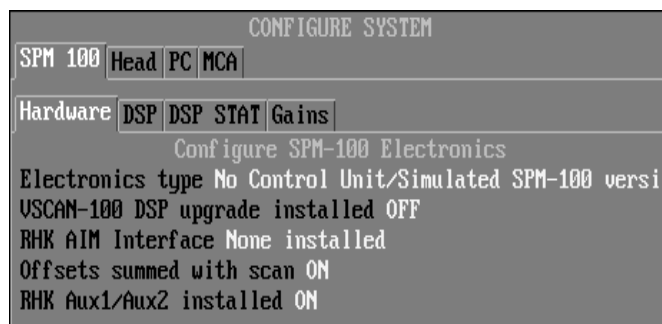 CONFIGURE SYSTEM
SPM 100 Head PC MCA
Hardware DSP DSP STAT Gains
Configure SPM-100 Electronics
Electronics type No Control Unit/Simulated SPM-100 versi
VSCAN-100 DSP upgrade installed OFF
RHK AIM Interface None installed
Offsets summed with scan ON
RHK Aux1/Aux2 installed ON